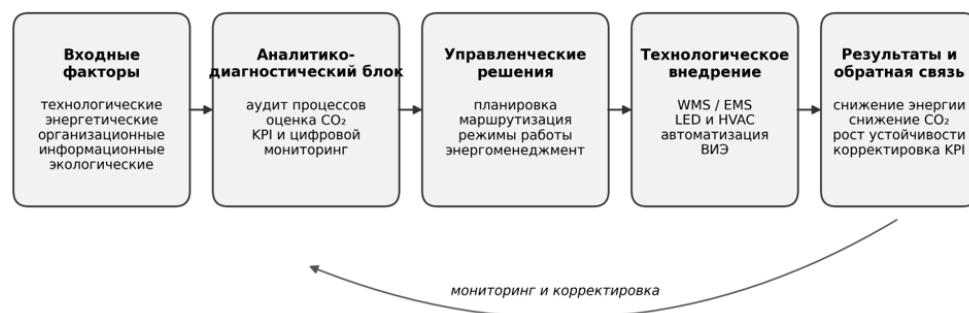 Входные
факторы
технологические
энергетические
организационные
информационные
экологические
Аналитико-
диагностический блок
аудит процессов
оценка CO₂
KPI и цифровой
мониторинг
Управленческие
решения
планировка
маршрутизация
режимы работы
энергоменеджмент
Технологическое
внедрение
WMS / EMS
LED и HVAC
автоматизация
ВИЭ
Результаты и
обратная связь
снижение энергии
снижение CO₂
рост устойчивости
корректировка KPI
мониторинг и корректировка